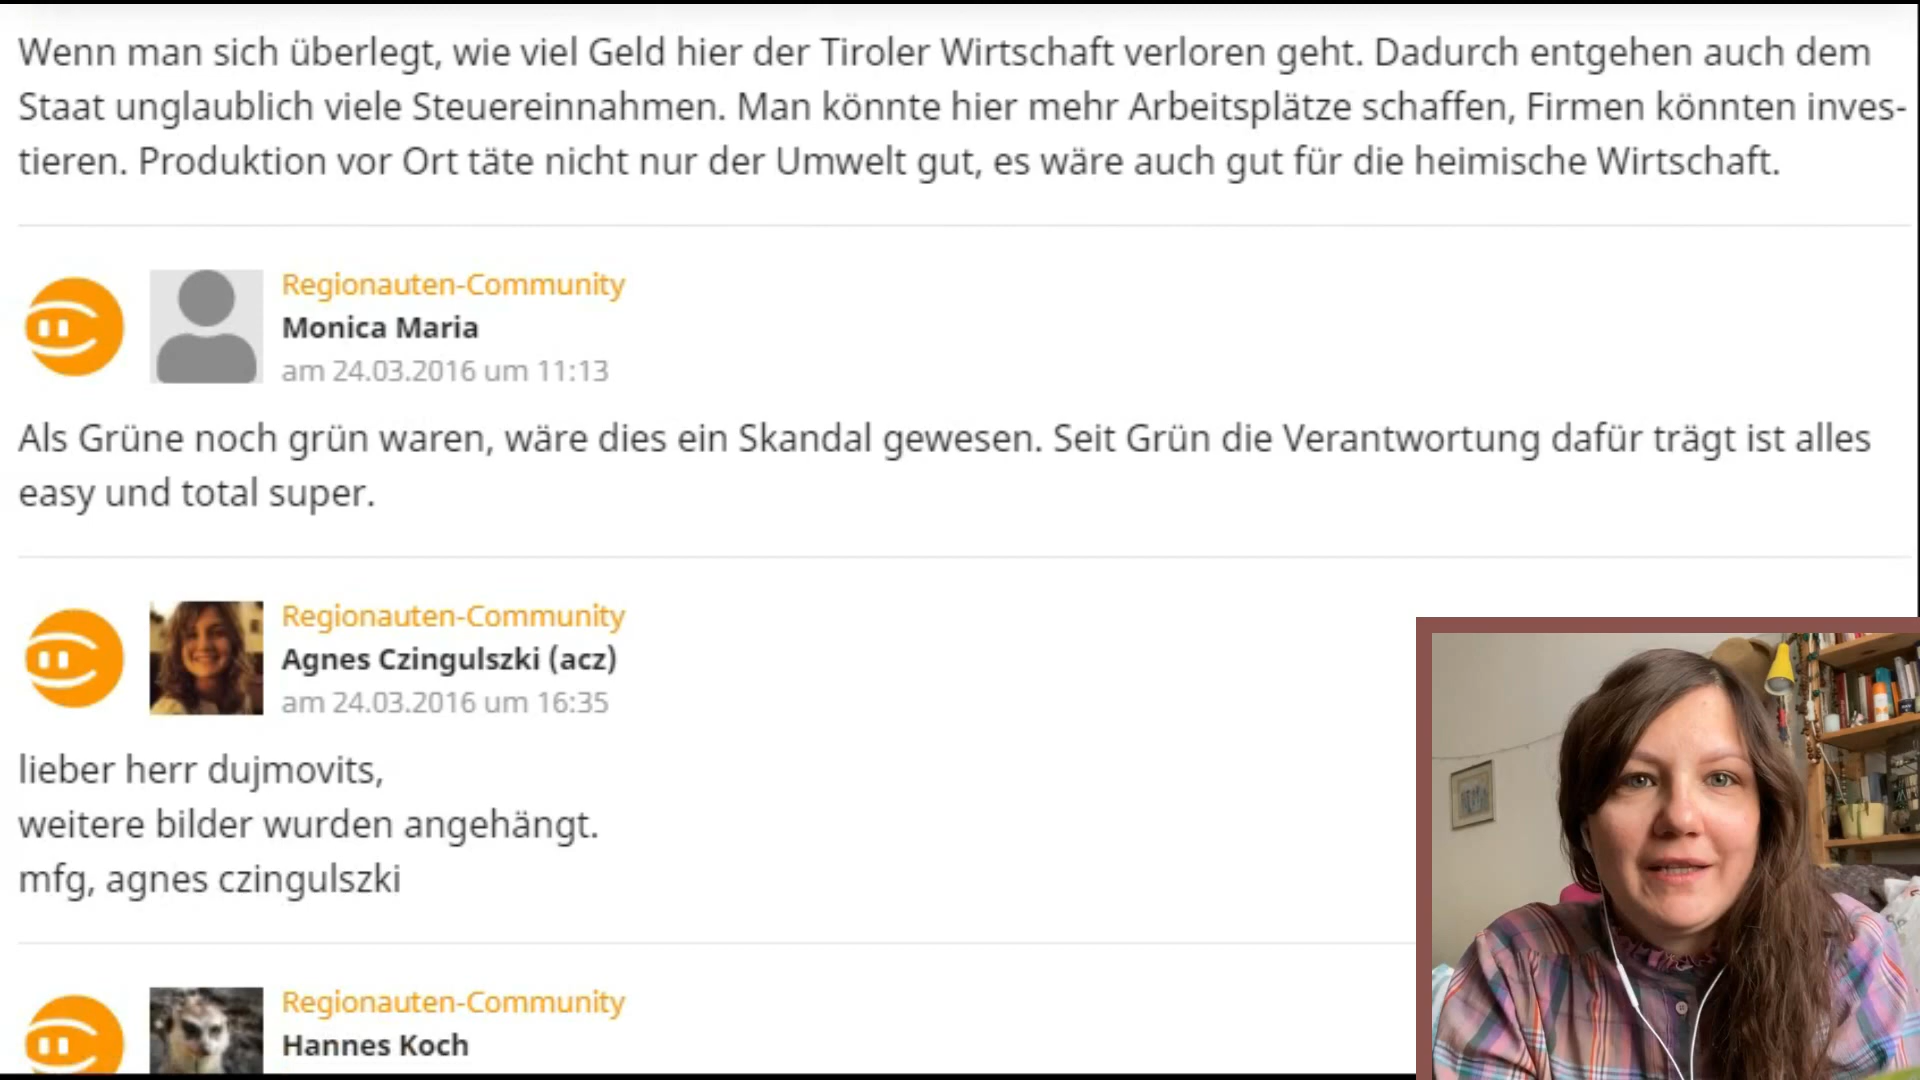 Wenn man sich überlegt, wie viel Geld hier der Tiroler Wirtschaft verloren geht. Dadurch entgehen auch dem
Staat unglaublich viele Steuereinnahmen. Man könnte hier mehr Arbeitsplätze schaffen, Firmen könnten inves-
tieren. Produktion vor Ort täte nicht nur der Umwelt gut, es wäre auch gut für die heimische Wirtschaft.
Regionauten-Community
Monica Maria
am 24.03.2016 um 11:13
Als Grüne noch grün waren, wäre dies ein Skandal gewesen. Seit Grün die Verantwortung dafür trägt ist alles
easy und total super.
Regionauten-Community
Agnes Czingulszki (acz)
am 24.03.2016 um 16:35
lieber herr dujmovits,
weitere bilder wurden angehängt.
mfg, agnes czingulszki
Regionauten-Community
Hannes Koch